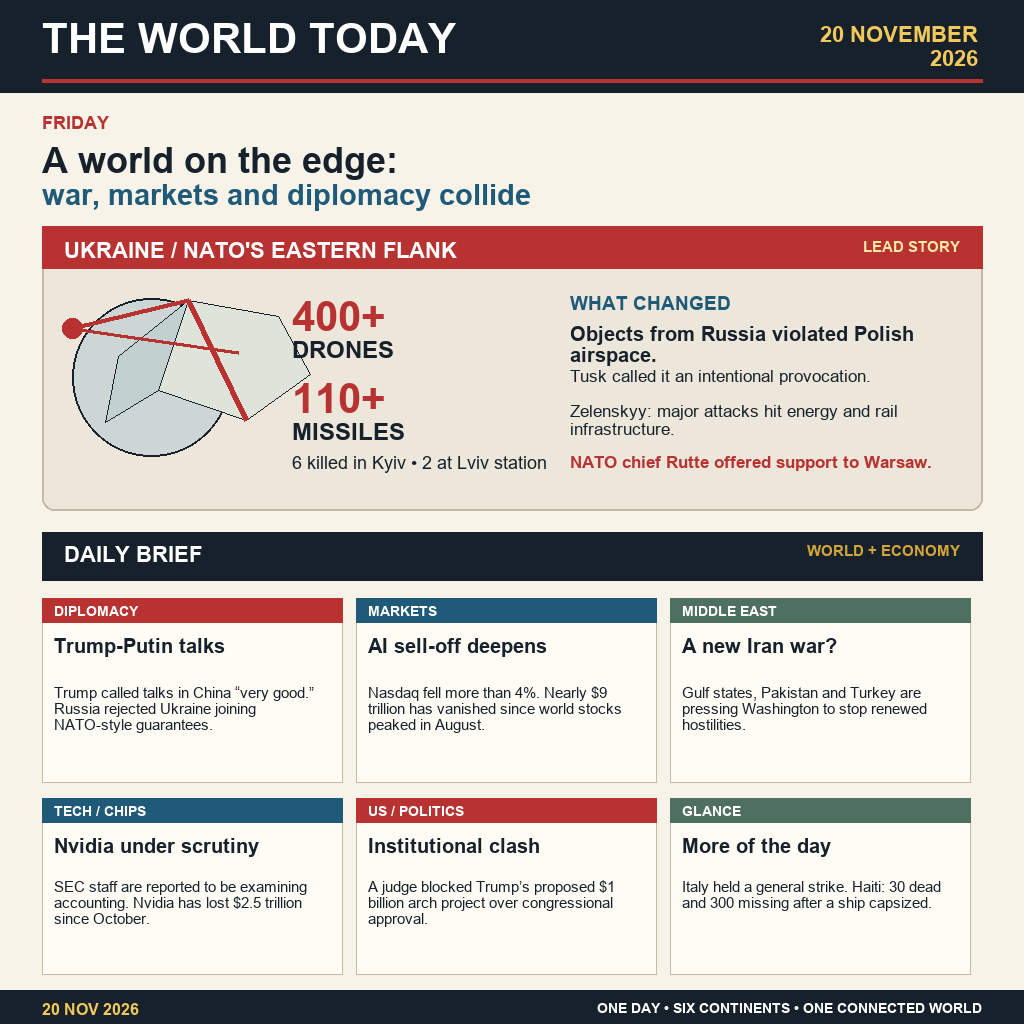 THE WORLD TODAY
20 NOVEMBER
2026
FRIDAY
A world on the edge:
war, markets and diplomacy collide
UKRAINE / NATO'S EASTERN FLANK
LEAD STORY
400+
DRONES
110+
MISSILES
6 killed in Kyiv • 2 at Lviv station
WHAT CHANGED
Objects from Russia violated Polish
airspace.
Tusk called it an intentional provocation.
Zelenskyy: major attacks hit energy and rail
infrastructure.
NATO chief Rutte offered support to Warsaw.
DAILY BRIEF
WORLD + ECONOMY
DIPLOMACY
Trump-Putin talks
Trump called talks in China “very good.”
Russia rejected Ukraine joining
NATO-style guarantees.
MARKETS
AI sell-off deepens
Nasdaq fell more than 4%. Nearly $9
trillion has vanished since world stocks
peaked in August.
MIDDLE EAST
A new Iran war?
Gulf states, Pakistan and Turkey are
pressing Washington to stop renewed
hostilities.
TECH / CHIPS
Nvidia under scrutiny
SEC staff are reported to be examining
accounting. Nvidia has lost $2.5 trillion
since October.
US / POLITICS
Institutional clash
A judge blocked Trump’s proposed $1
billion arch project over congressional
approval.
GLANCE
More of the day
Italy held a general strike. Haiti: 30 dead
and 300 missing after a ship capsized.
20 NOV 2026
ONE DAY • SIX CONTINENTS • ONE CONNECTED WORLD